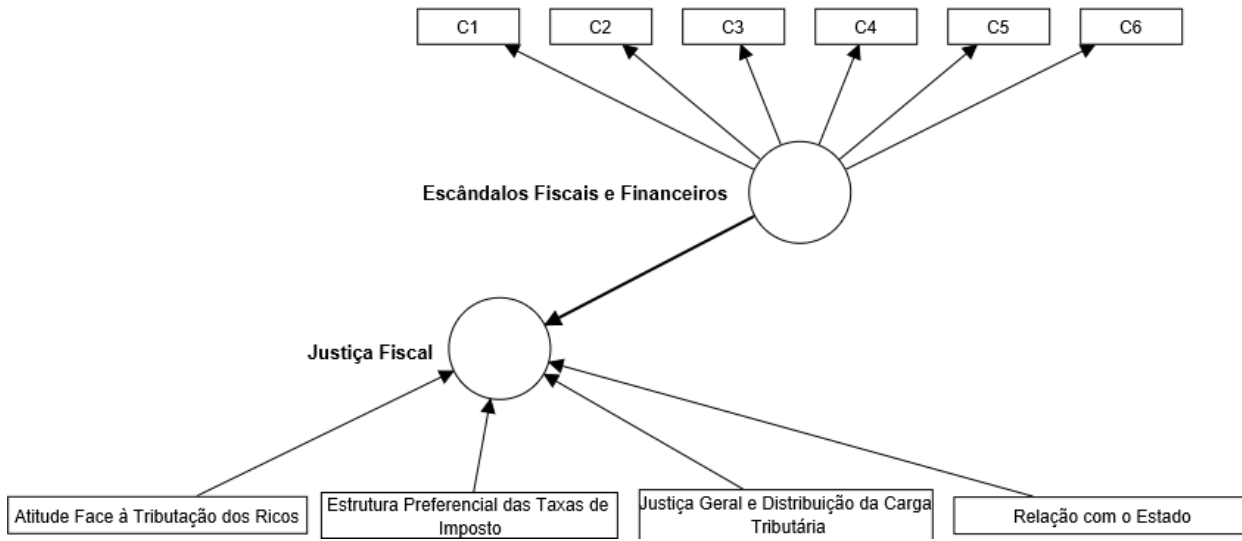 C1
C2
C3
C4
C5
C6
Escândalos Fiscais e Financeiros
Justiça Fiscal
Atitude Face à Tributação dos Ricos
Estrutura Preferencial das Taxas de
Imposto
Justiça Geral e Distribuição da Carga
Tributária
Relação com o Estado